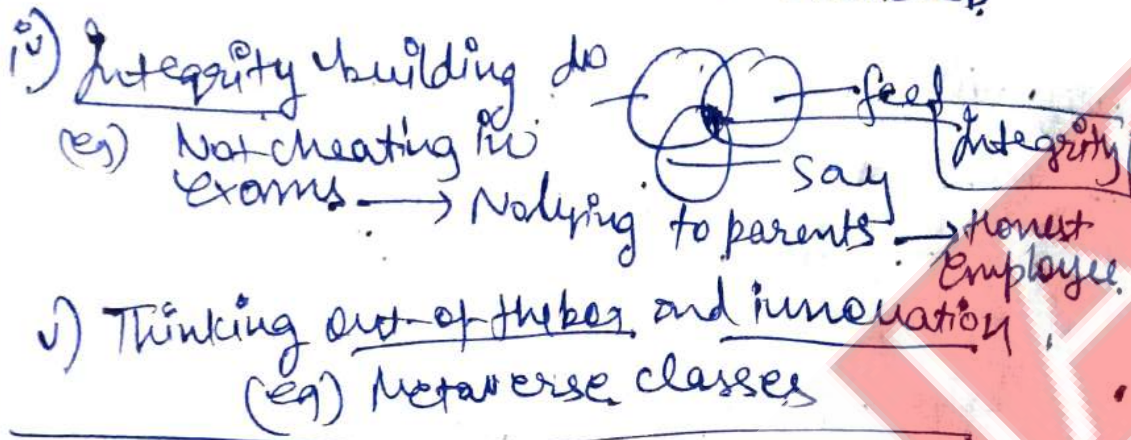 iv) Integrity building do
feel
Integrity
say
(eg) Not cheating in
exams → No lying to parents → Honest
Employee.
v) Thinking out-of-the box and innovation,
(eg) Metaverse classes